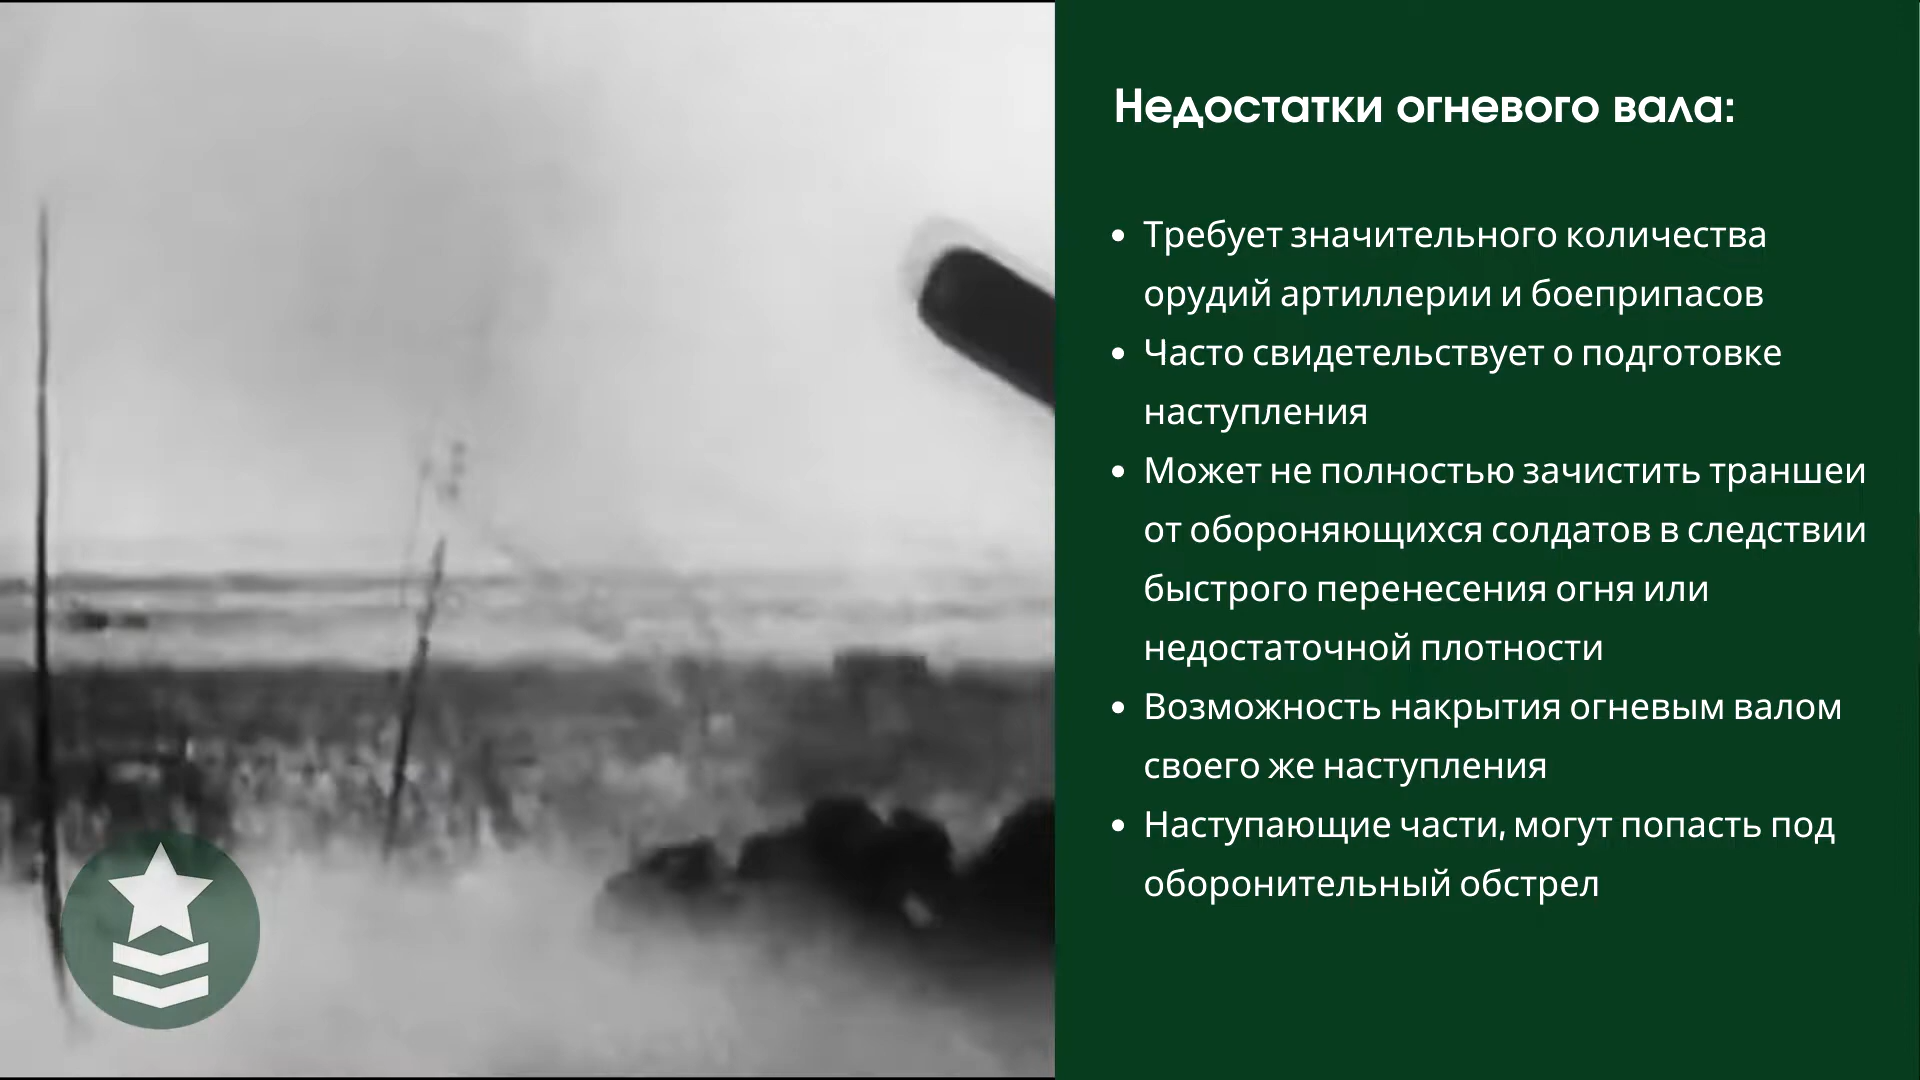 Недостатки огневого вала:
• Требует значительного количества
орудий артиллерии и боеприпасов
• Часто свидетельствует о подготовке
наступления
• Может не полностью зачистить траншеи
от обороняющихся солдатов в следствии
быстрого перенесения огня или
недостаточной плотности
• Возможность накрытия огневым валом
своего же наступления
• Наступающие части, могут попасть под
оборонительный обстрел